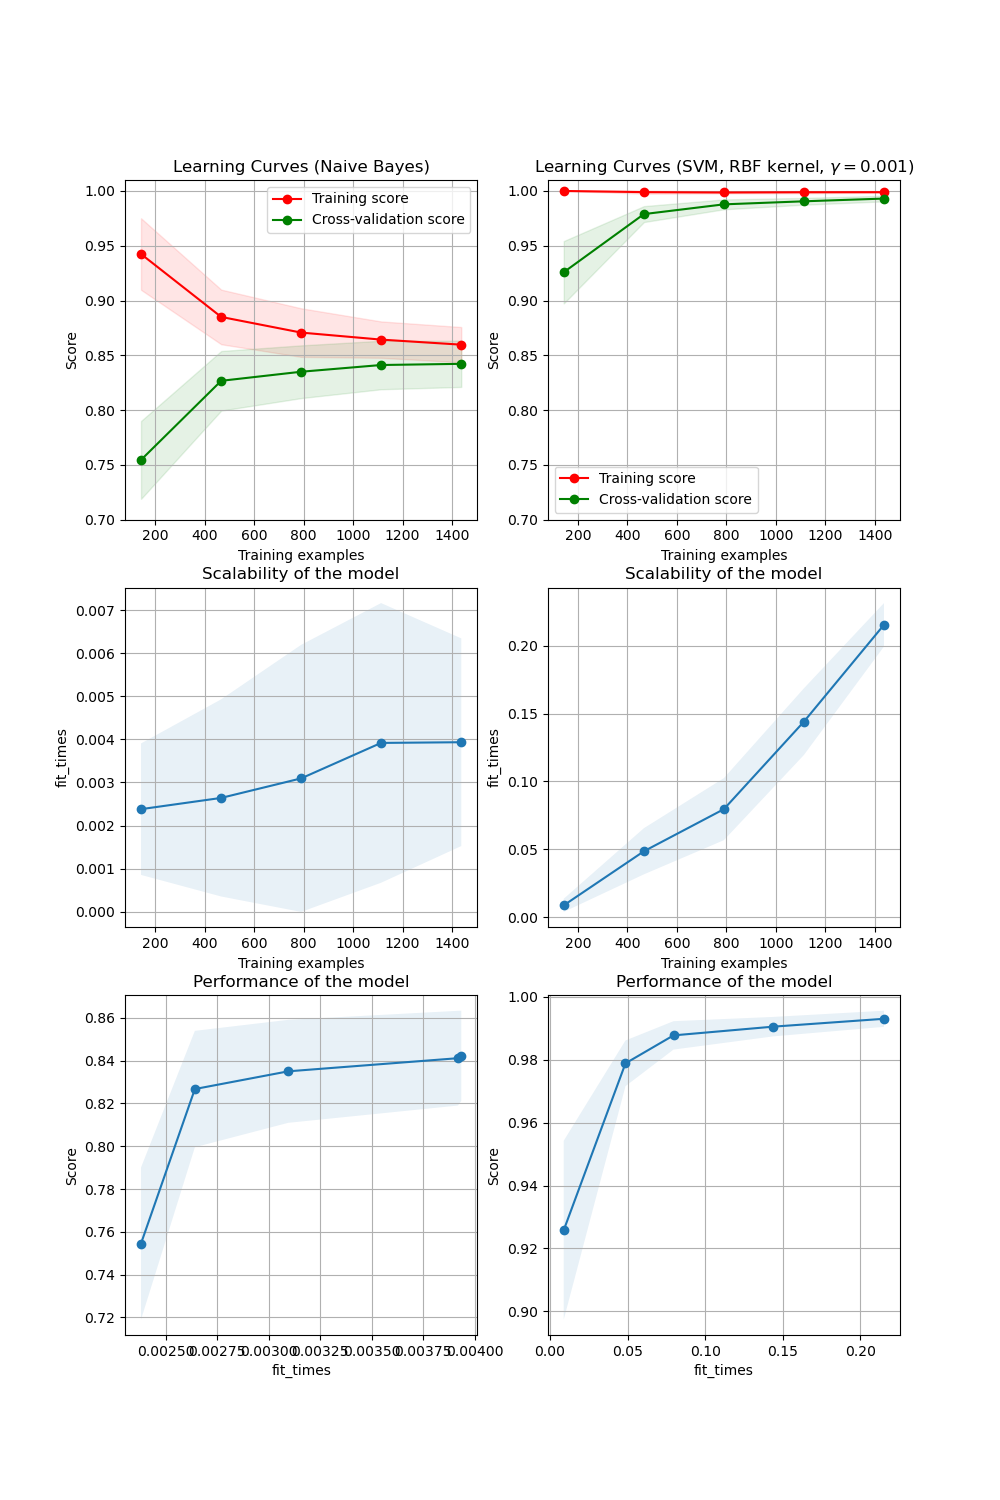 Learning Curves (Naive Bayes)
Learning Curves (SVM, RBF kernel, γ = 0.001)
1.00
0.95
0.90
0.85
0.80
0.75
0.70
Score
Training score
Cross-validation score
200 400 600 800 1000 1200 1400
Training examples
1.00
0.95
0.90
0.85
0.80
0.75
0.70
Score
Training score
Cross-validation score
200 400 600 800 1000 1200 1400
Training examples
Scalability of the model
0.007
0.006
0.005
0.004
0.003
0.002
0.001
0.000
fit_times
200 400 600 800 1000 1200 1400
Training examples
Scalability of the model
0.20
0.15
0.10
0.05
0.00
fit_times
200 400 600 800 1000 1200 1400
Training examples
Performance of the model
0.86
0.84
0.82
0.80
0.78
0.76
0.74
0.72
Score
0.00250 0.00275 0.00300 0.00325 0.00350 0.00375 0.00400
fit_times
Performance of the model
1.00
0.98
0.96
0.94
0.92
0.90
Score
0.00 0.05 0.10 0.15 0.20
fit_times